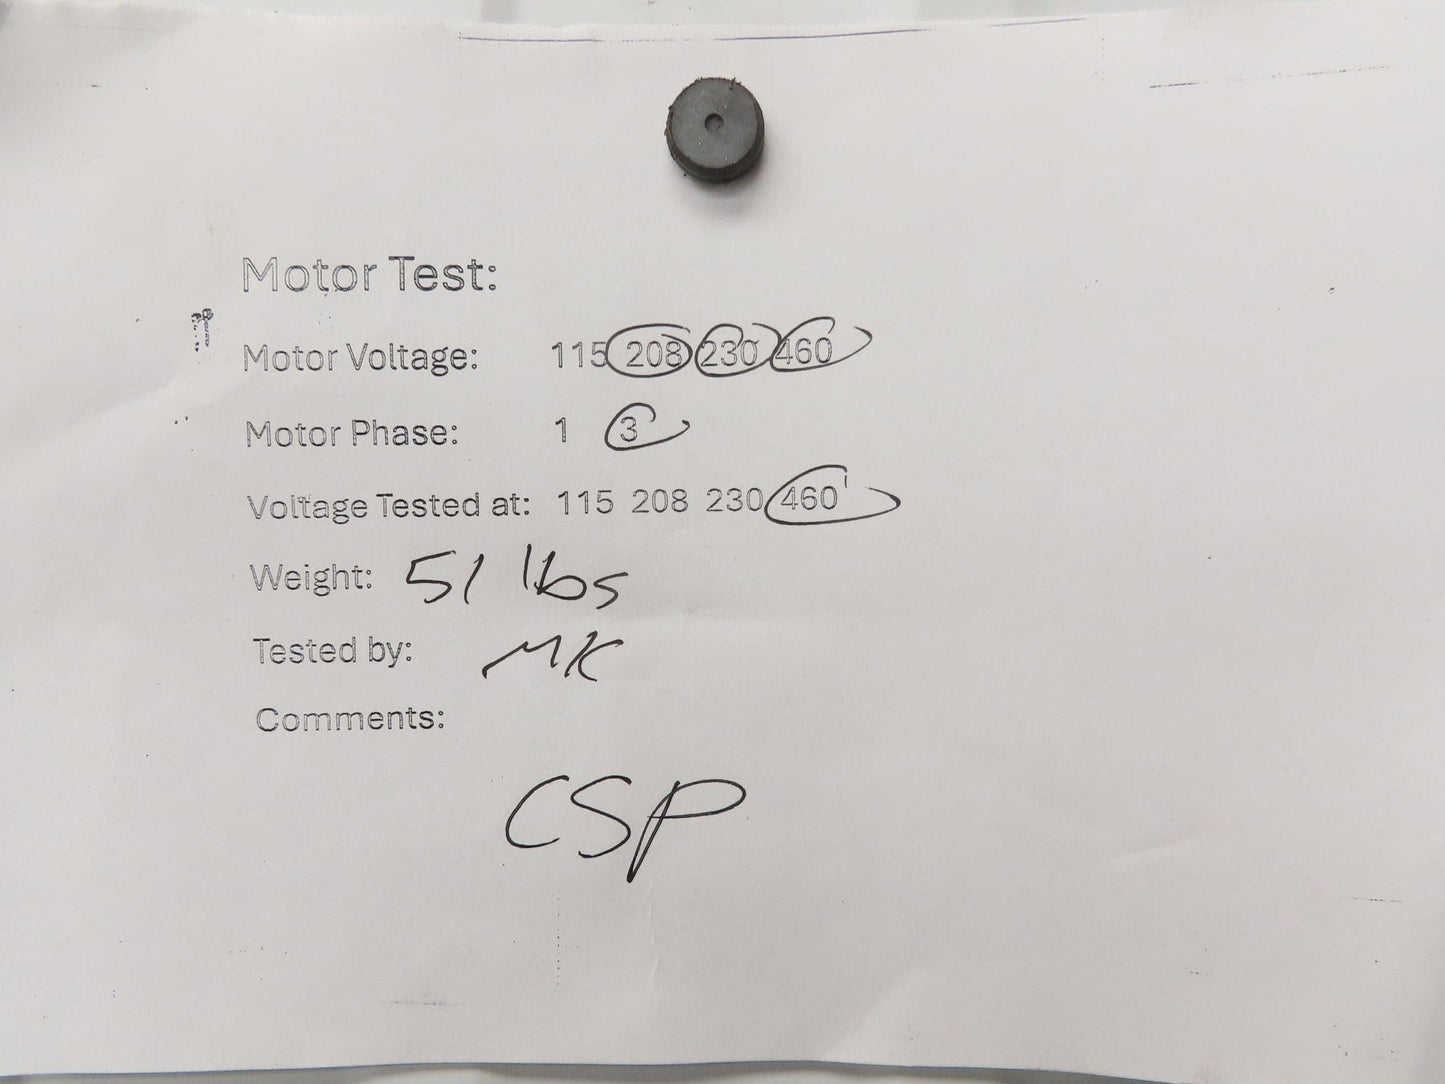 Motor Test:
Motor Voltage: 115 208 230 460
Motor Phase: 1 3
Voltage Tested at: 115 208 230 460
Weight: 51 lbs
Tested by: MK
Comments:
CSP